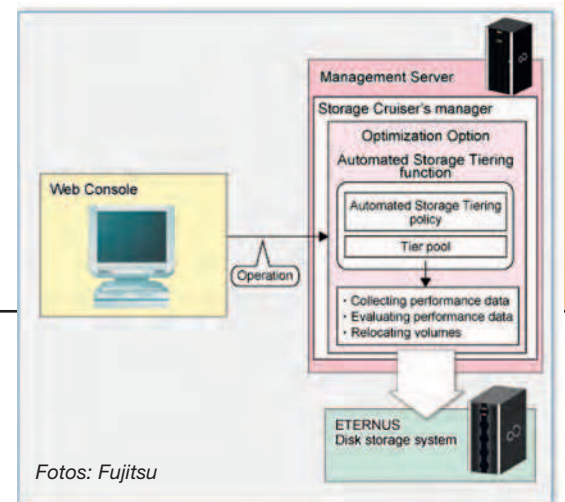 Management Server
Storage Cruiser's manager
Optimization Option
Automated Storage Tiering
function
Web Console
Automated Storage Tiering
policy
Tier pool
Operation
· Collecting performance data
· Evaluating performance data
· Relocating volumes
ETERNUS
Disk storage system
Fotos: Fujitsu